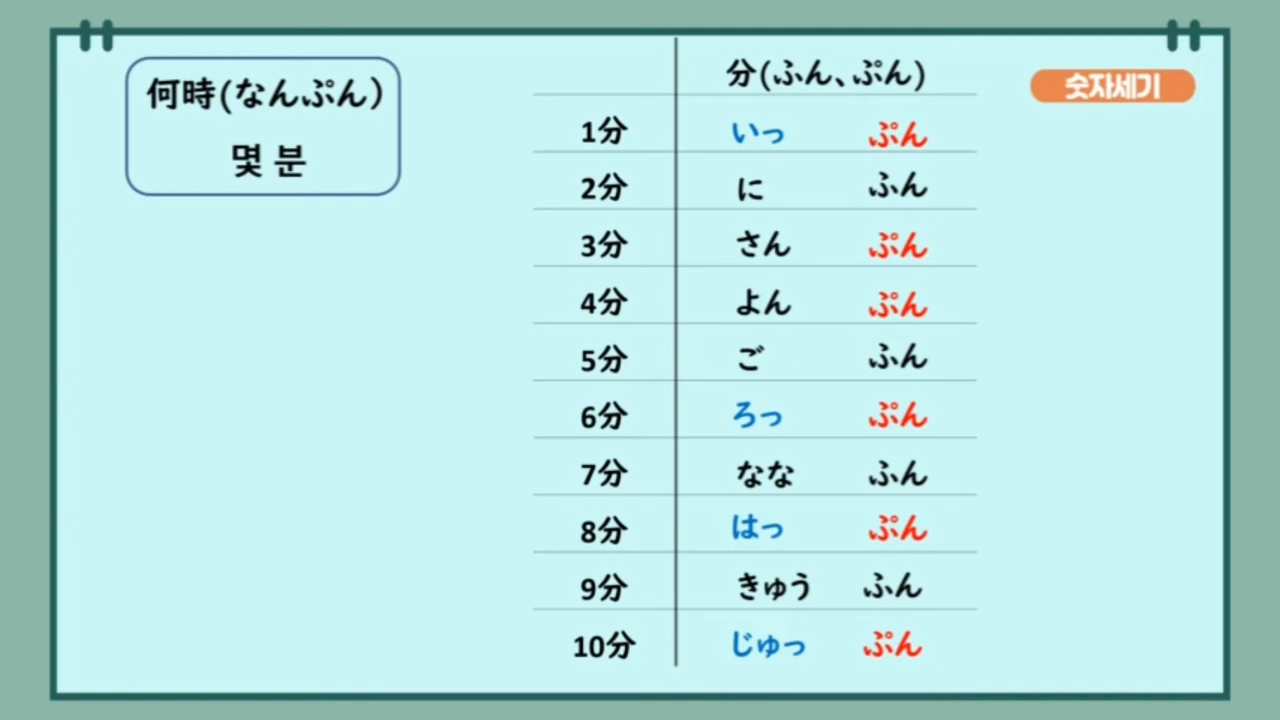 何時(なんぷん)
몇 분
숫자세기
分(ふん、ぷん)
1分 いっ ぷん
2分 に ふん
3分 さん ぷん
4分 よん ぷん
5分 ご ふん
6分 ろっ ぷん
7分 なな ふん
8分 はっ ぷん
9分 きゅう ふん
10分 じゅっ ぷん